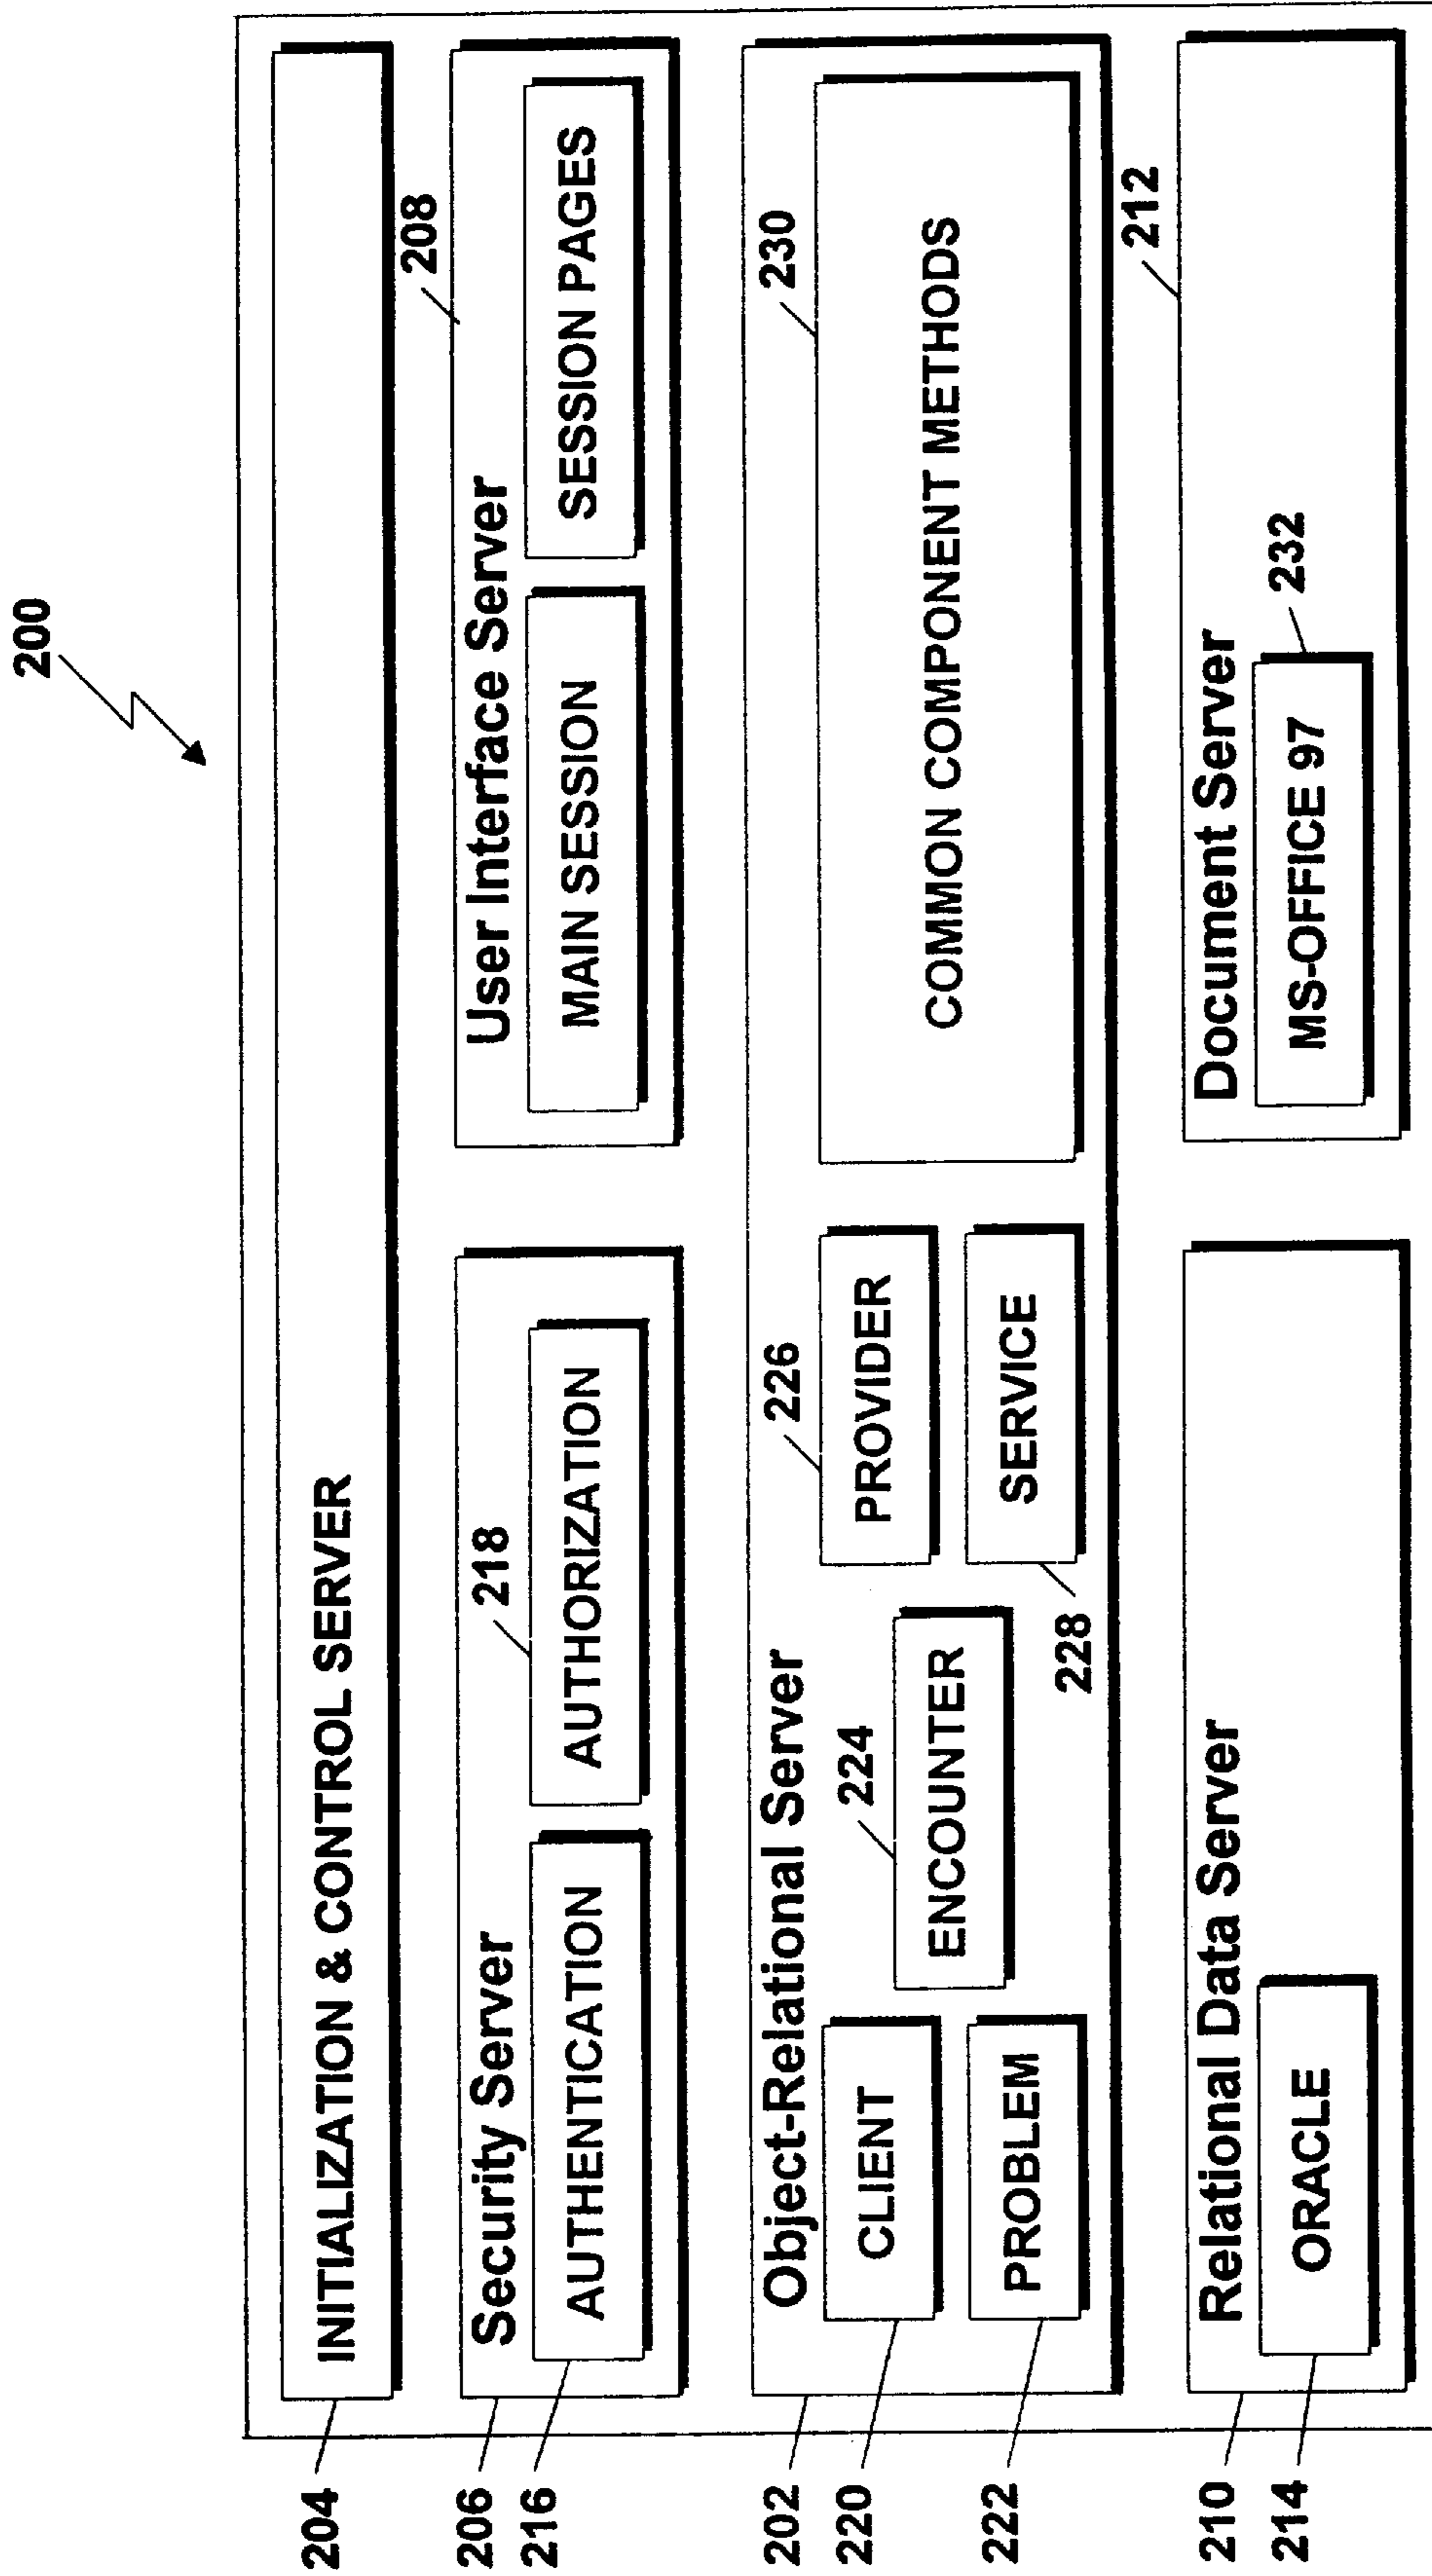 200
204
INITIALIZATION & CONTROL SERVER
206
Security Server
216
AUTHENTICATION
218
AUTHORIZATION
208
User Interface Server
MAIN SESSION
SESSION PAGES
202
Object-Relational Server
220
CLIENT
222
PROBLEM
224
ENCOUNTER
226
PROVIDER
228
SERVICE
230
COMMON COMPONENT METHODS
210
Relational Data Server
214
ORACLE
212
Document Server
232
MS-OFFICE 97